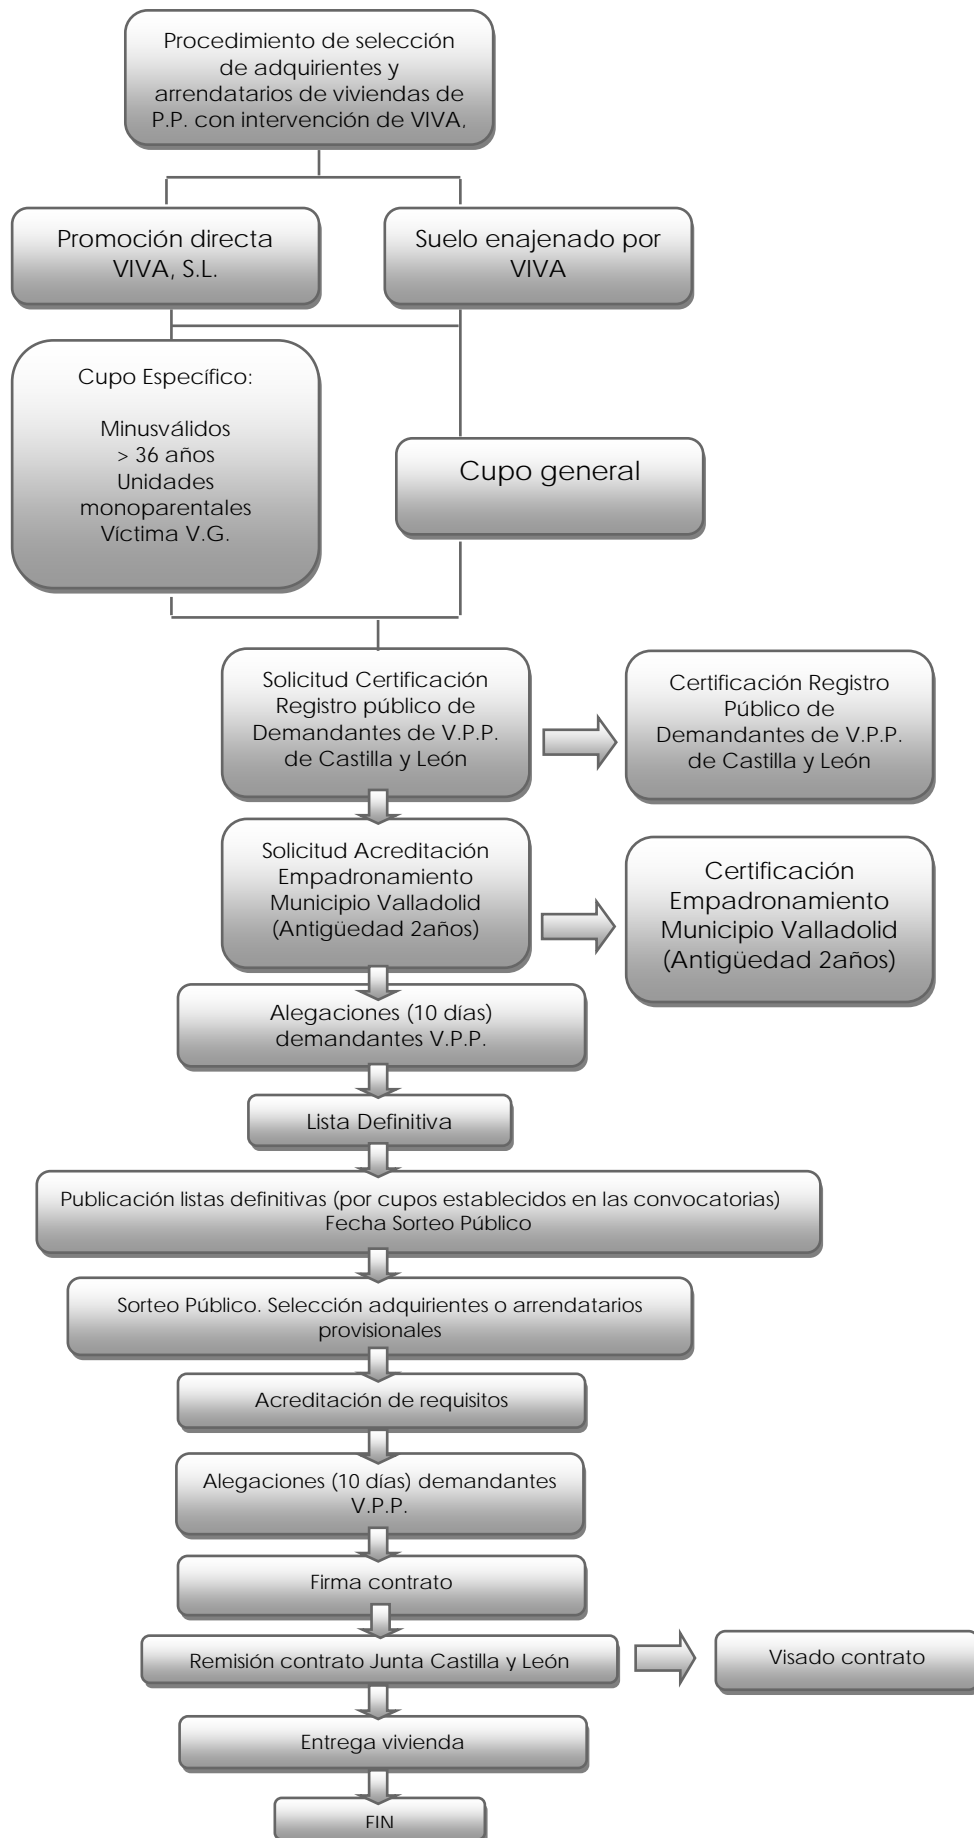 Procedimiento de selección
de adquirientes y
arrendatarios de viviendas de
P.P. con intervención de VIVA,
Promoción directa
VIVA, S.L.
Suelo enajenado por
VIVA
Cupo Específico:
Minusválidos
> 36 años
Unidades
monoparentales
Víctima V.G.
Cupo general
Solicitud Certificación
Registro público de
Demandantes de V.P.P.
de Castilla y León
Certificación Registro
Público de
Demandantes de V.P.P.
de Castilla y León
Solicitud Acreditación
Empadronamiento
Municipio Valladolid
(Antigüedad 2años)
Certificación
Empadronamiento
Municipio Valladolid
(Antigüedad 2años)
Alegaciones (10 días)
demandantes V.P.P.
Lista Definitiva
Publicación listas definitivas (por cupos establecidos en las convocatorias)
Fecha Sorteo Público
Sorteo Público. Selección adquirientes o arrendatarios
provisionales
Acreditación de requisitos
Alegaciones (10 días) demandantes
V.P.P.
Firma contrato
Remisión contrato Junta Castilla y León
Visado contrato
Entrega vivienda
FIN